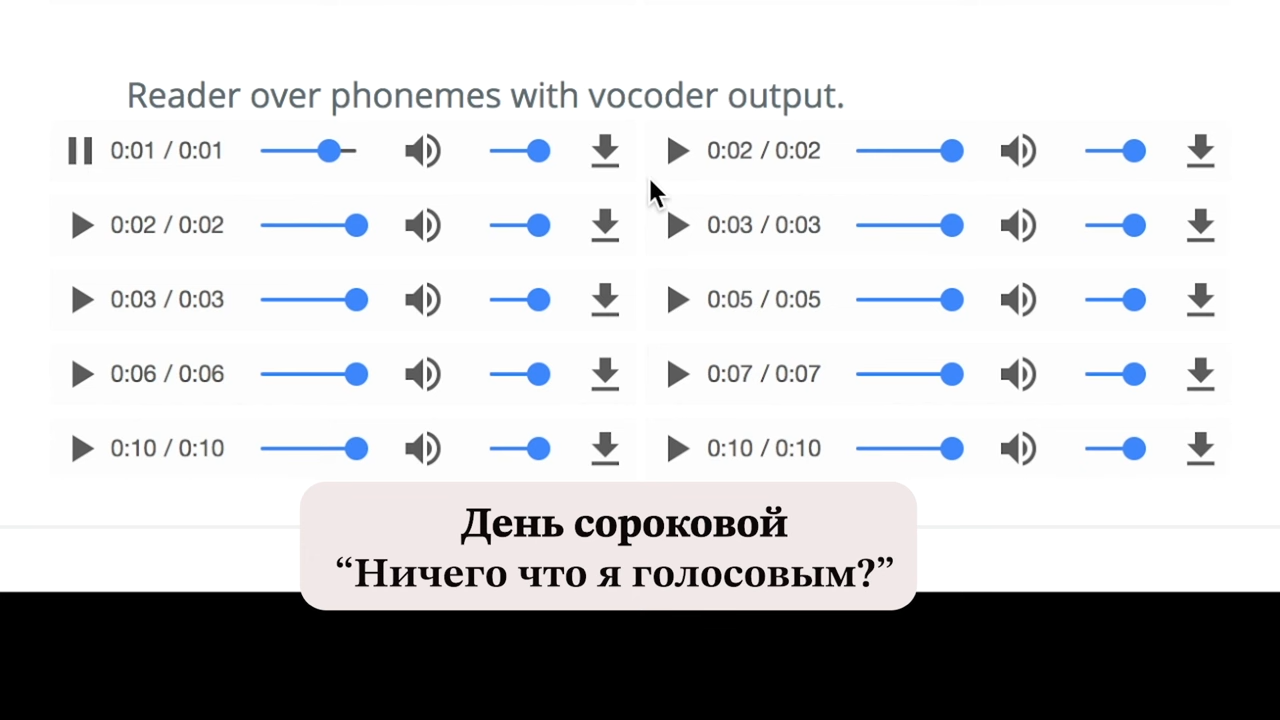 Reader over phonemes with vocoder output.
0:01 / 0:01 0:02 / 0:02
0:02 / 0:02 0:03 / 0:03
0:03 / 0:03 0:05 / 0:05
0:06 / 0:06 0:07 / 0:07
0:10 / 0:10 0:10 / 0:10
День сороковой
“Ничего что я голосовым?”